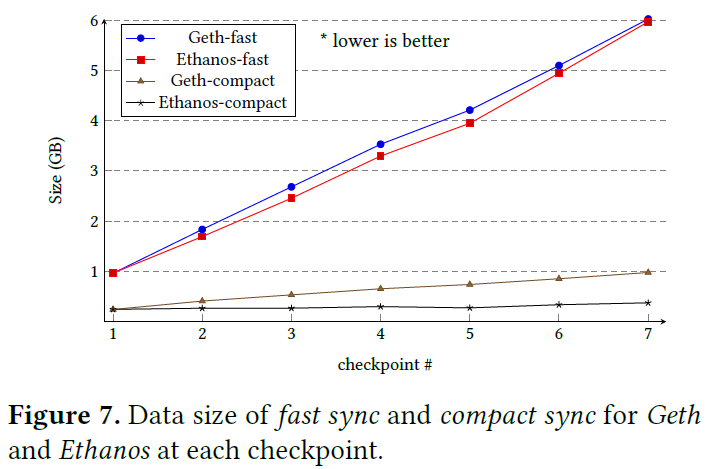 Geth-fast
Ethanos-fast
Geth-compact
Ethanos-compact
* lower is better
Size (GB)
6
5
4
3
2
1
1 2 3 4 5 6 7
checkpoint #
Figure 7. Data size of fast sync and compact sync for Geth
and Ethanos at each checkpoint.